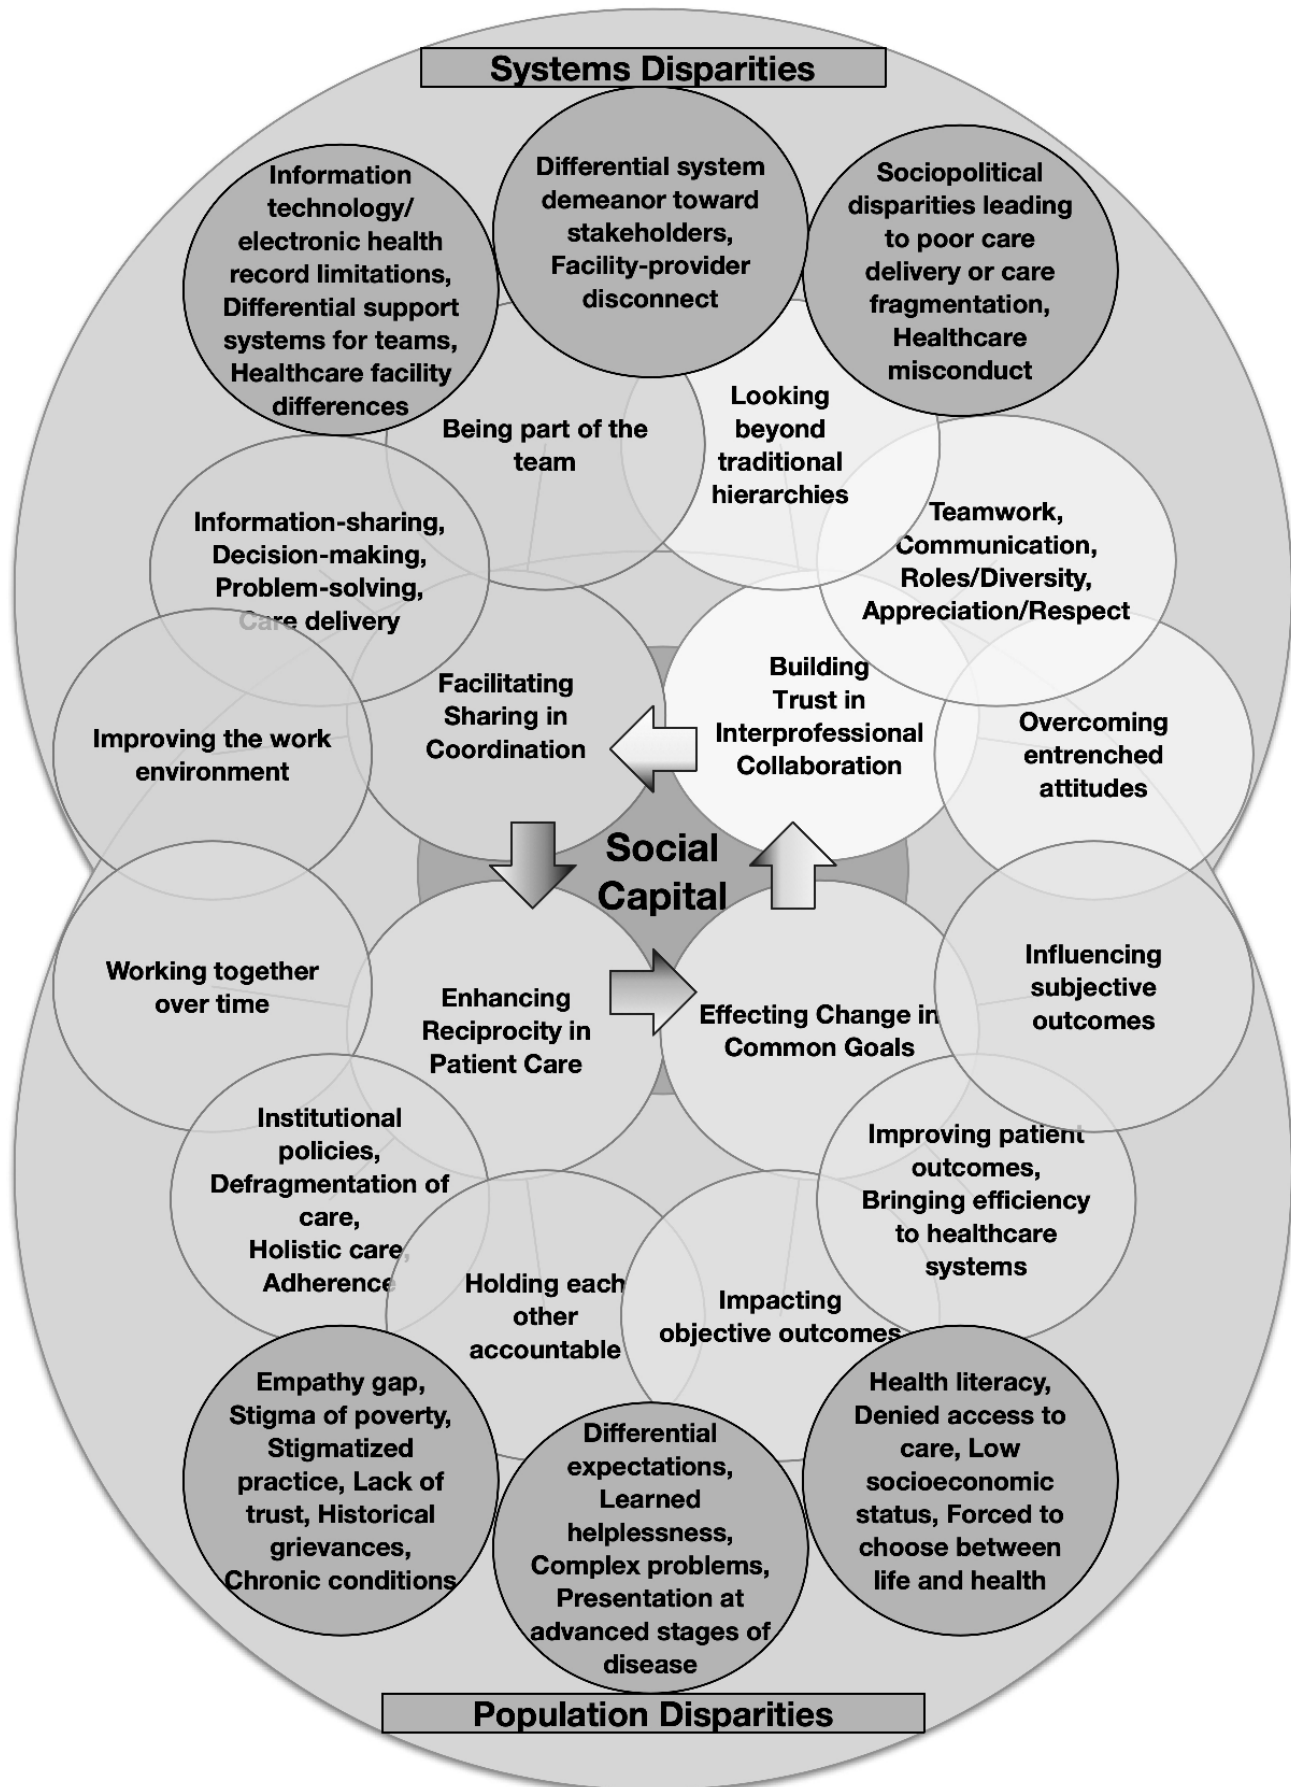 Systems Disparities
Information
technology/
electronic health
record limitations,
Differential support
systems for teams,
Healthcare facility
differences
Differential system
demeanor toward
stakeholders,
Facility-provider
disconnect
Sociopolitical
disparities leading
to poor care
delivery or care
fragmentation,
Healthcare
misconduct
Being part of the
team
Looking
beyond
traditional
hierarchies
Information-sharing,
Decision-making,
Problem-solving,
Care delivery
Teamwork,
Communication,
Roles/Diversity,
Appreciation/Respect
Improving the work
environment
Facilitating
Sharing in
Coordination
Building
Trust in
Interprofessional
Collaboration
Overcoming
entrenched
attitudes
Social
Capital
Working together
over time
Enhancing
Reciprocity in
Patient Care
Effecting Change in
Common Goals
Influencing
subjective
outcomes
Institutional
policies,
Defragmentation of
care,
Holistic care,
Adherence
Holding each
other
accountable
Impacting
objective outcomes
Improving patient
outcomes,
Bringing efficiency
to healthcare
systems
Empathy gap,
Stigma of poverty,
Stigmatized
practice, Lack of
trust, Historical
grievances,
Chronic conditions
Differential
expectations,
Learned
helplessness,
Complex problems,
Presentation at
advanced stages of
disease
Health literacy,
Denied access to
care, Low
socioeconomic
status, Forced to
choose between
life and health
Population Disparities